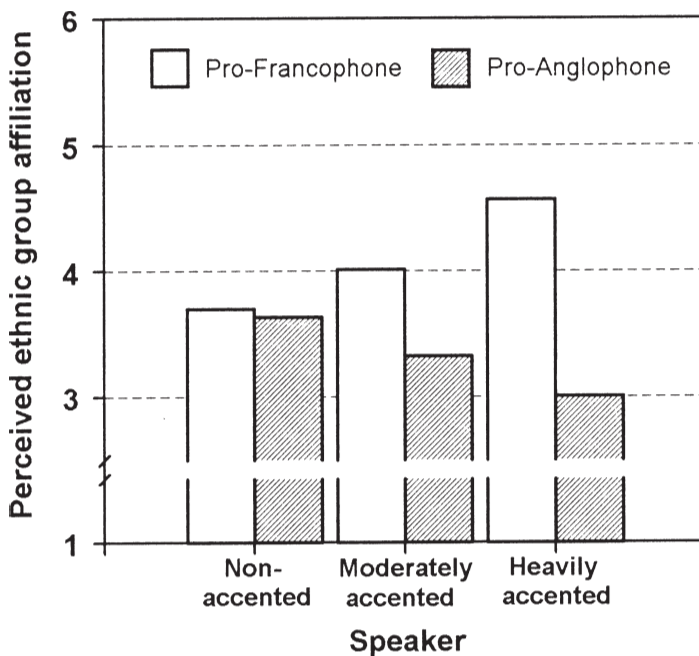 Perceived ethnic group affiliation
6
5
4
3
1
Pro-Francophone
Pro-Anglophone
Non-
accented
Moderately
accented
Heavily
accented
Speaker